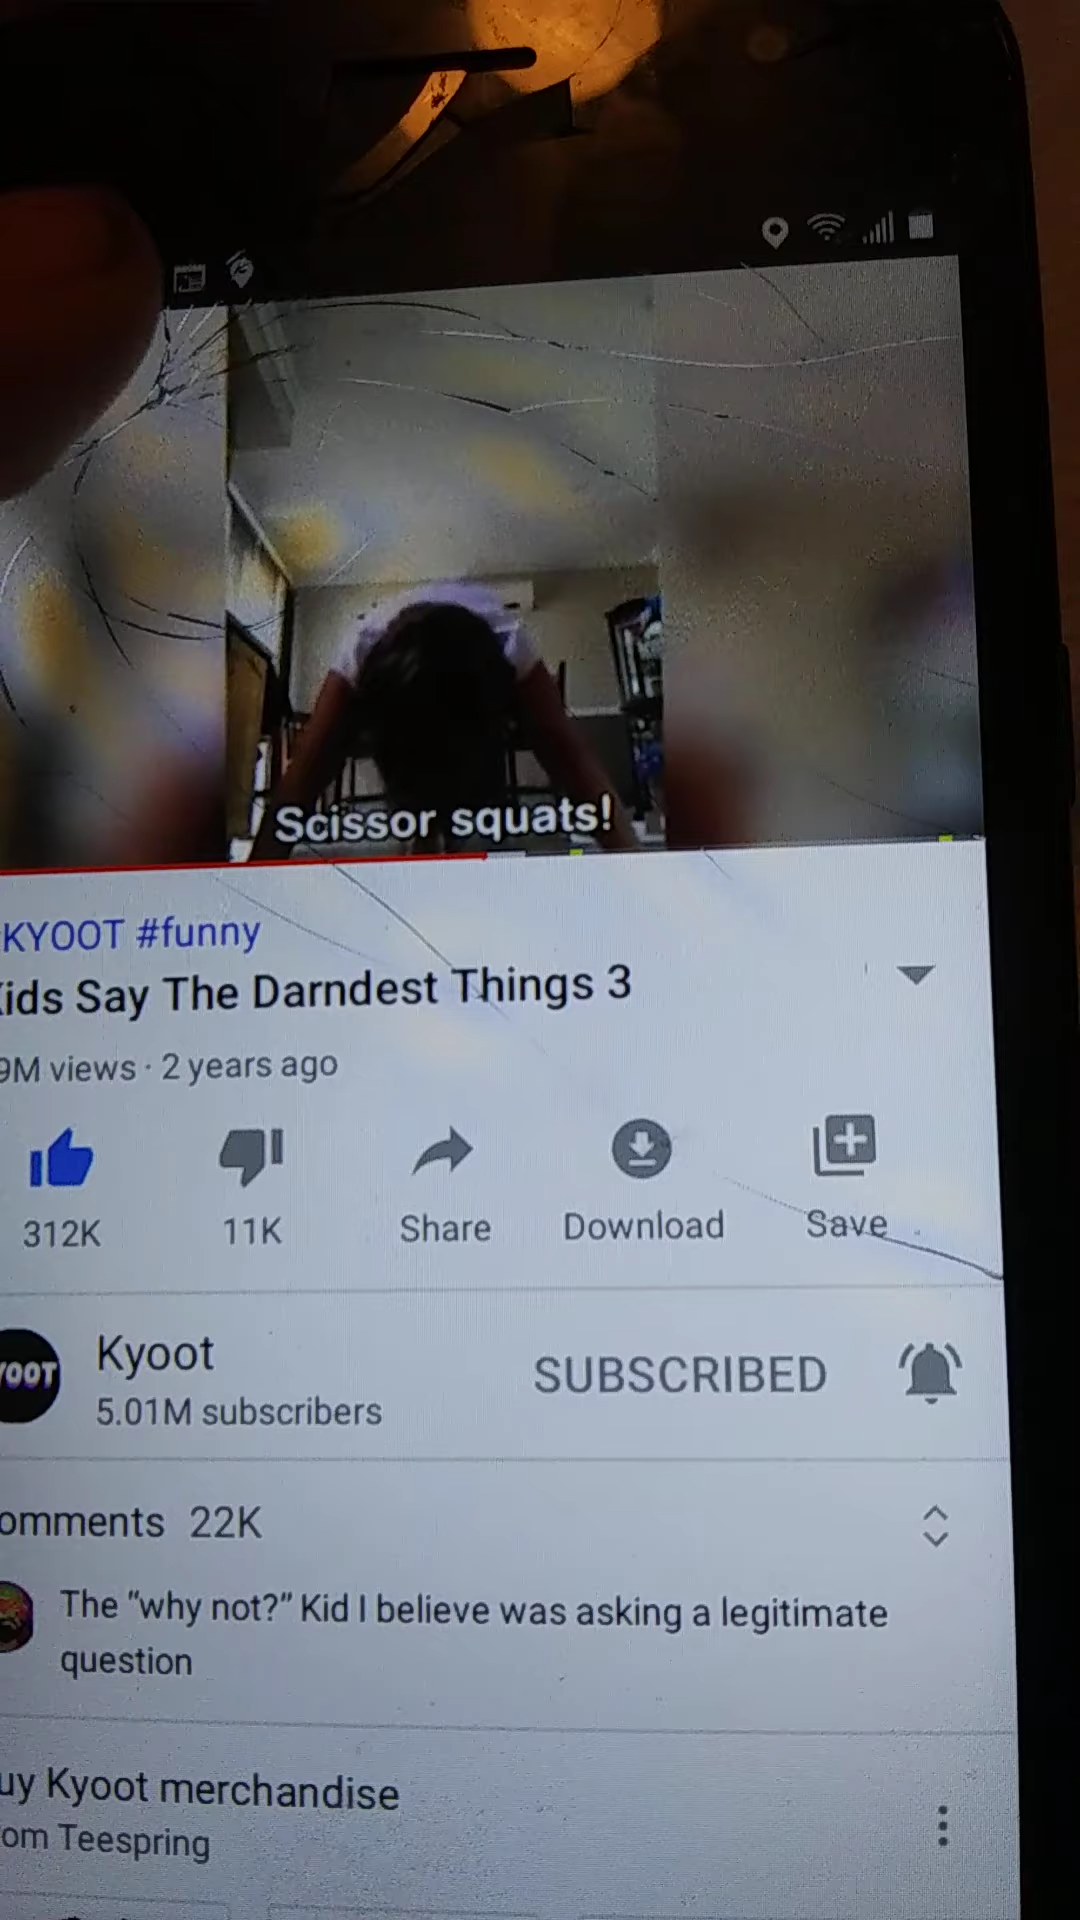 Scissor squats!
KYOOT #funny
ids Say The Darndest Things 3
9M views · 2 years ago
312K
11K
Share
Download
Save
YOOT
Kyoot
5.01M subscribers
SUBSCRIBED
omments 22K
The “why not?” Kid I believe was asking a legitimate
question
uy Kyoot merchandise
om Teespring